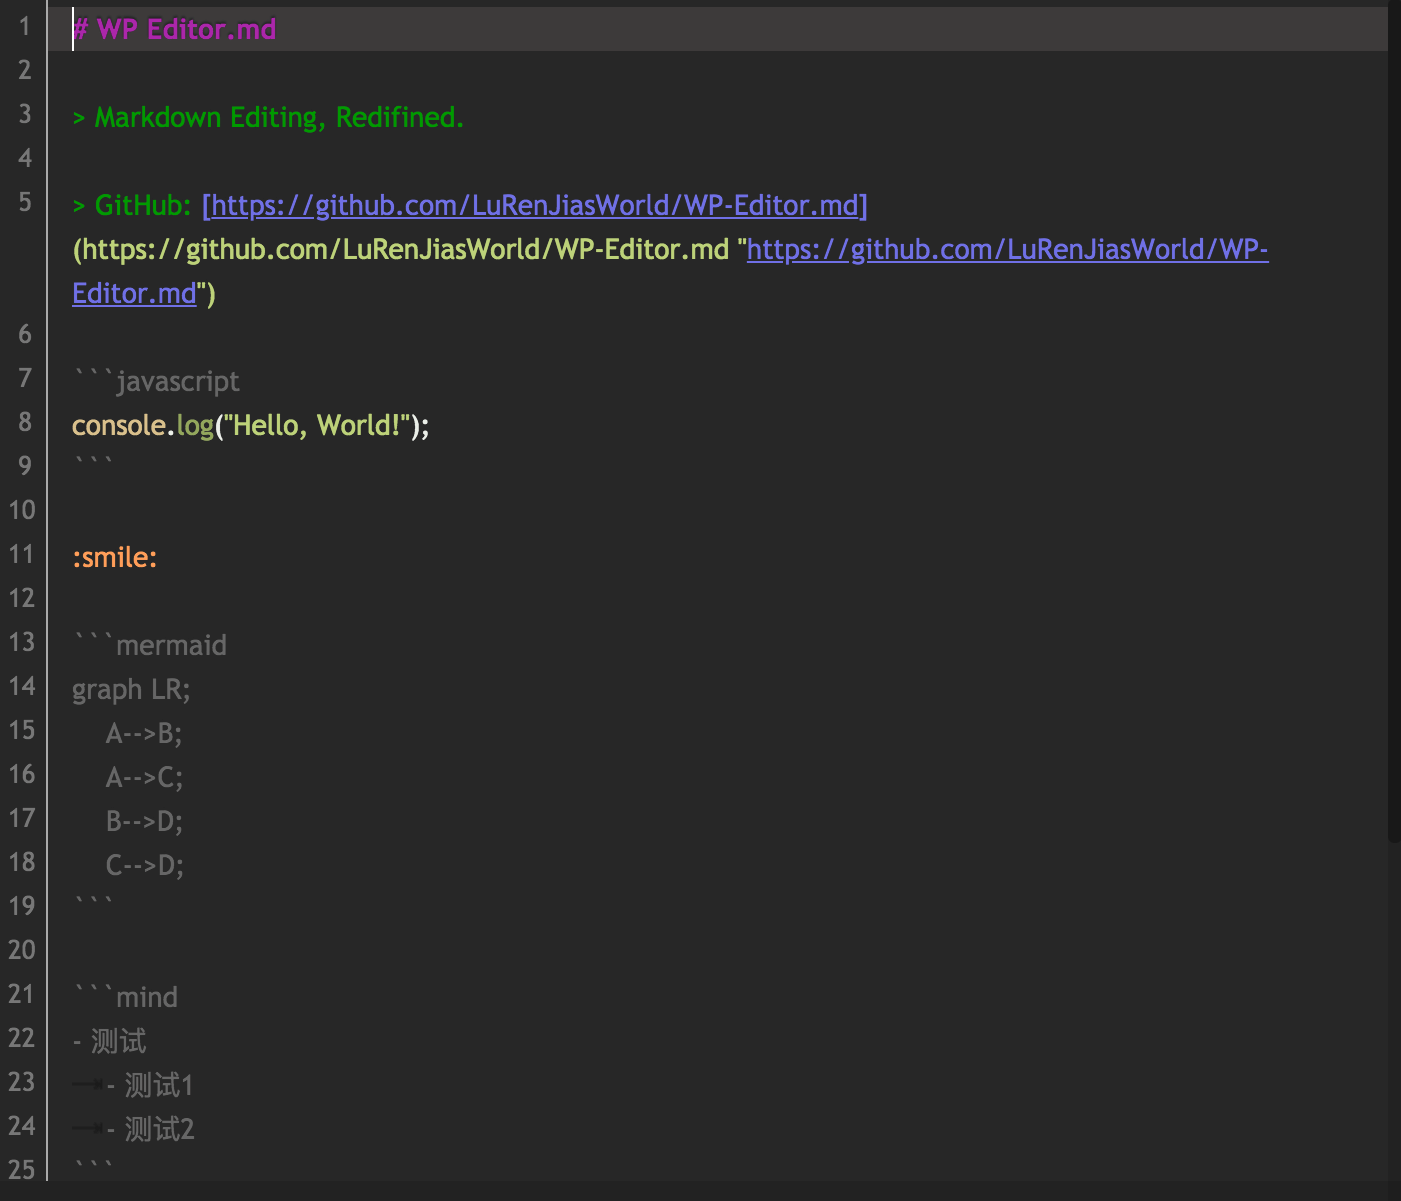 1 # WP Editor.md
2
3 > Markdown Editing, Redifined.
4
5 > GitHub: [https://github.com/LuRenJiasWorld/WP-Editor.md]
(https://github.com/LuRenJiasWorld/WP-Editor.md "https://github.com/LuRenJiasWorld/WP-
Editor.md")
6
7 ```javascript
8 console.log("Hello, World!");
9 ```
10
11 :smile:
12
13 ```mermaid
14 graph LR;
15     A-->B;
16     A-->C;
17     B-->D;
18     C-->D;
19 ```
20
21 ```mind
22 - 测试
23     - 测试1
24     - 测试2
25 ```